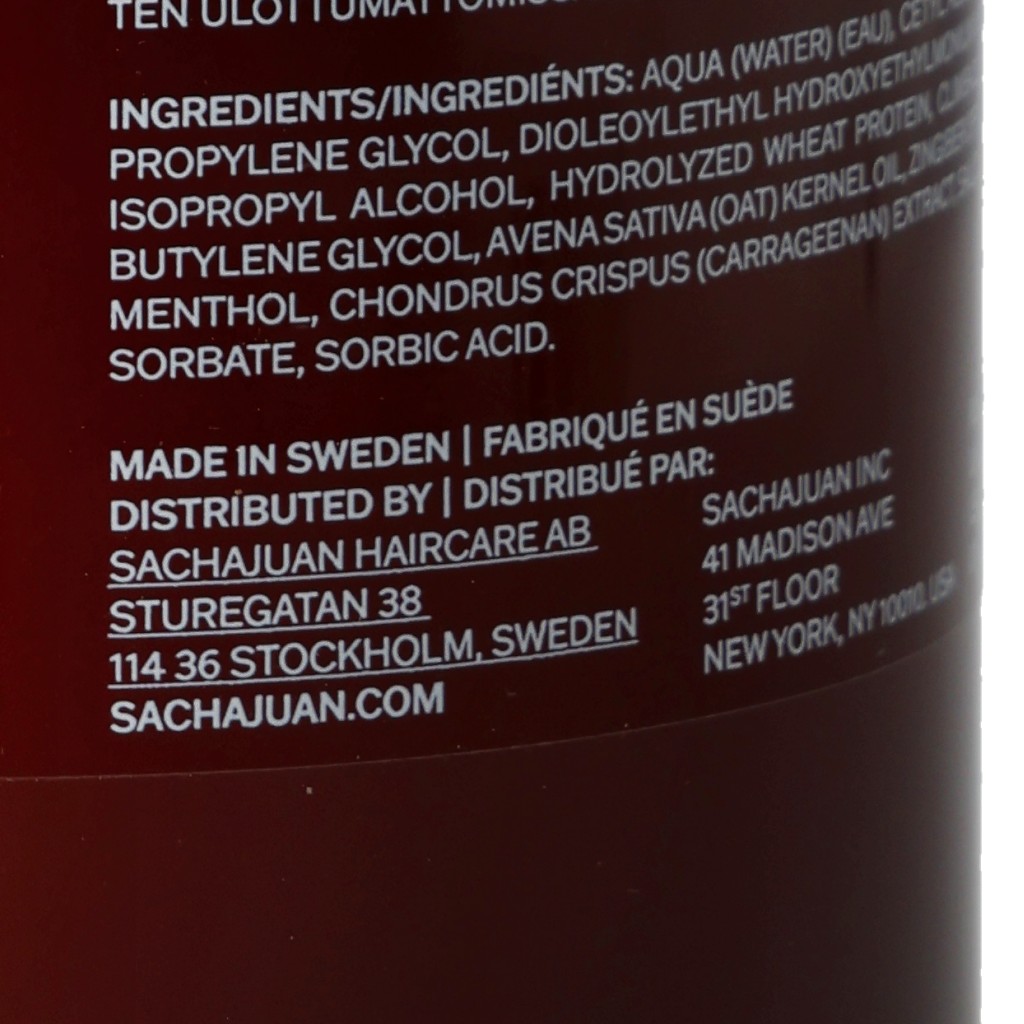 INGREDIENTS/INGREDIÉNTS: AQUA (WATER) (EAU),
PROPYLENE GLYCOL, DIOLEOYLETHYL
ISOPROPYL ALCOHOL, HYDROLYZED WHEAT PROTEIN,
BUTYLENE GLYCOL, AVENA SATIVA (OAT) KERNEL OIL,
MENTHOL, CHONDRUS CRISPUS (CARRAGEENAN) EXTRACT,
SORBATE, SORBIC ACID.
MADE IN SWEDEN | FABRIQUÉ EN SUÈDE
DISTRIBUTED BY | DISTRIBUÉ PAR:
SACHAJUAN HAIRCARE AB
STUREGATAN 38
114 36 STOCKHOLM, SWEDEN
SACHAJUAN.COM
SACHAJUAN INC
41 MADISON AVE
31ST FLOOR
NEW YORK, NY 10010, USA